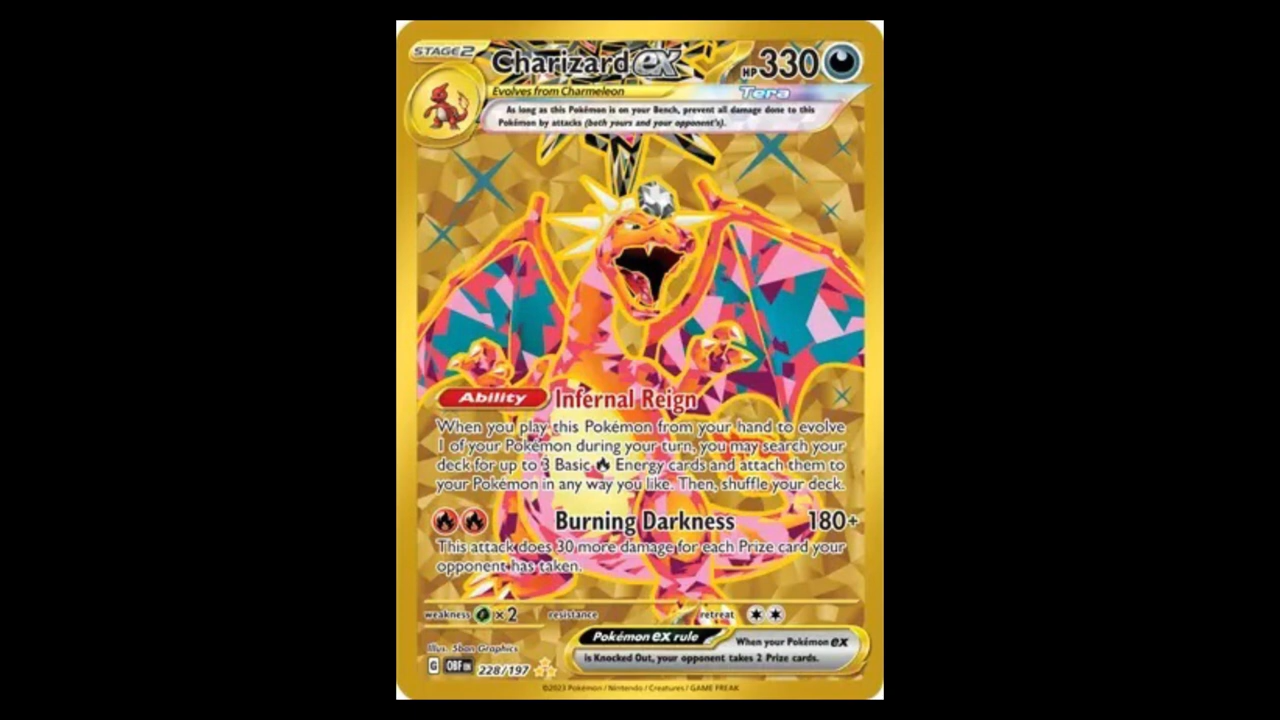 STAGE2 Charizard ex HP 330
Evolves from Charmeleon Tera
As long as this Pokémon is on your Bench, prevent all damage done to this
Pokémon by attacks (both yours and your opponent's).
Ability Infernal Reign
When you play this Pokémon from your hand to evolve
1 of your Pokémon during your turn, you may search your
deck for up to 3 Basic Energy cards and attach them to
your Pokémon in any way you like. Then, shuffle your deck.
Burning Darkness 180+
This attack does 30 more damage for each Prize card your
opponent has taken.
weakness ×2 resistance retreat
Pokémon ex rule When your Pokémon ex
is Knocked Out, your opponent takes 2 Prize cards.
Illus. 5ban Graphics
G OBF EN 228/197
©2023 Pokémon / Nintendo / Creatures / GAME FREAK